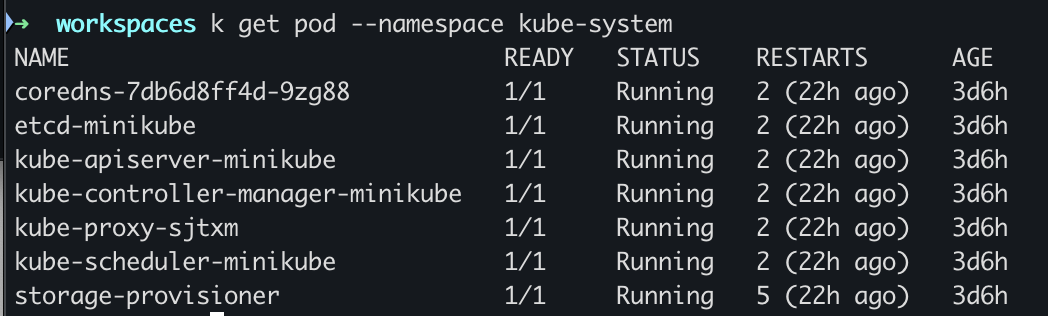 → workspaces k get pod --namespace kube-system
NAME READY STATUS RESTARTS AGE
coredns-7db6d8ff4d-9zg88 1/1 Running 2 (22h ago) 3d6h
etcd-minikube 1/1 Running 2 (22h ago) 3d6h
kube-apiserver-minikube 1/1 Running 2 (22h ago) 3d6h
kube-controller-manager-minikube 1/1 Running 2 (22h ago) 3d6h
kube-proxy-sjtxm 1/1 Running 2 (22h ago) 3d6h
kube-scheduler-minikube 1/1 Running 2 (22h ago) 3d6h
storage-provisioner 1/1 Running 5 (22h ago) 3d6h